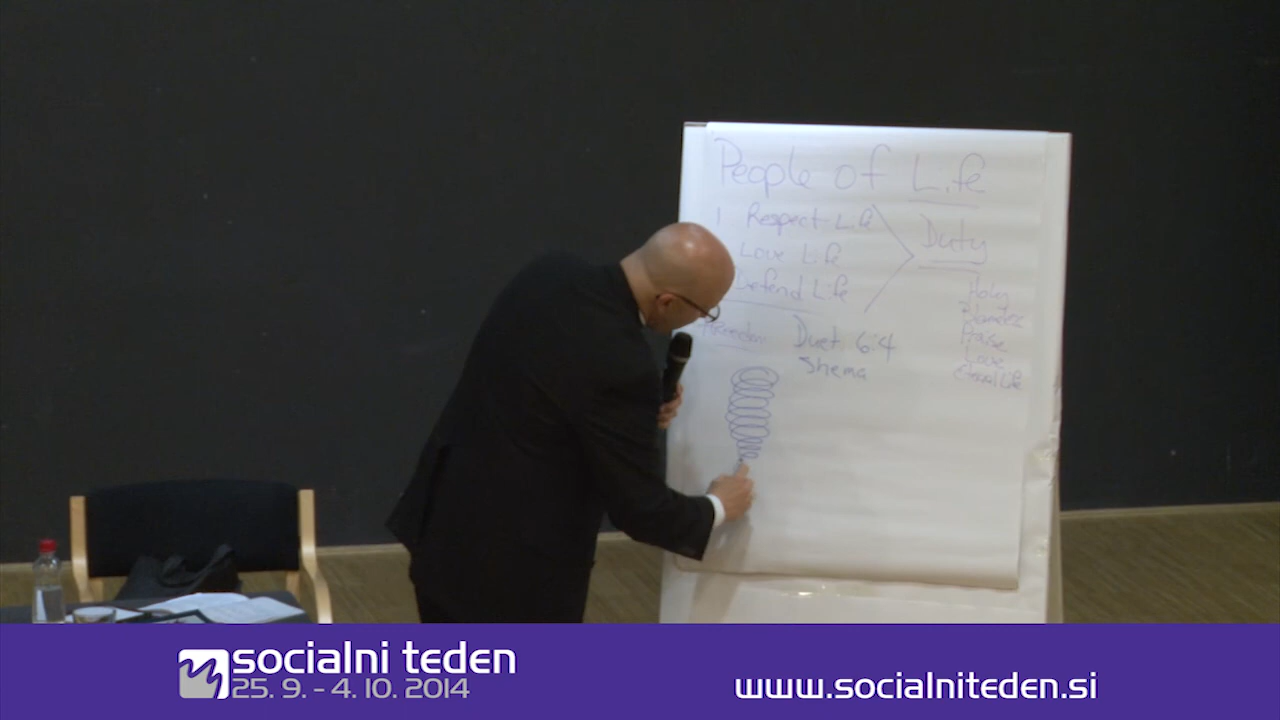 People of Life
1 Respect Life
Love Life
Defend Life
Duty
Holy
Praise
Love
Eternal Life
Duet 6:4
Shema
socialni teden
25. 9. - 4. 10. 2014
www.socialniteden.si